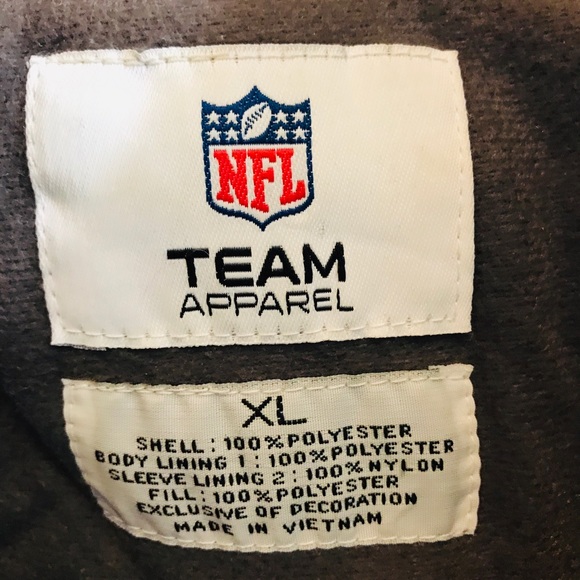 NFL
TEAM
APPAREL
XL
SHELL: 100% POLYESTER
BODY LINING 1: 100% POLYESTER
SLEEVE LINING 2: 100% NYLON
FILL: 100% POLYESTER
EXCLUSIVE OF DECORATION
MADE IN VIETNAM